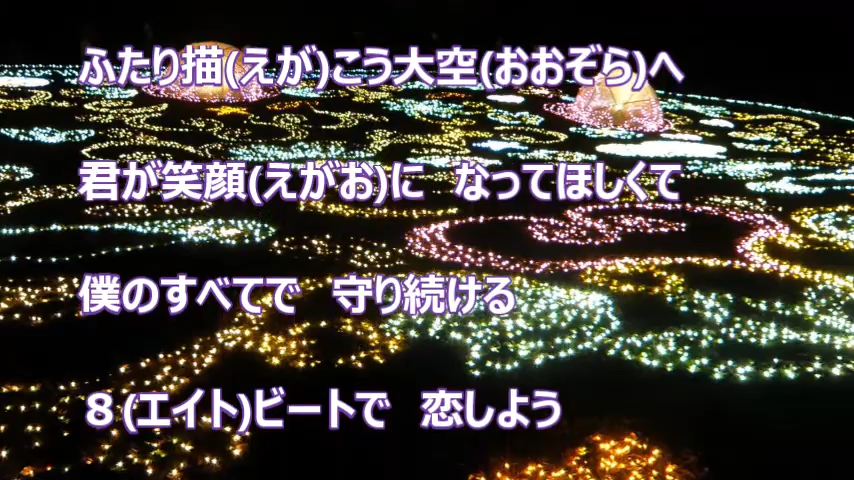 ふたり描(えが)こう大空(おおぞら)へ
君が笑顔(えがお)に　なってほしくて
僕のすべてで　守り続ける
８(エイト)ビートで　恋しよう